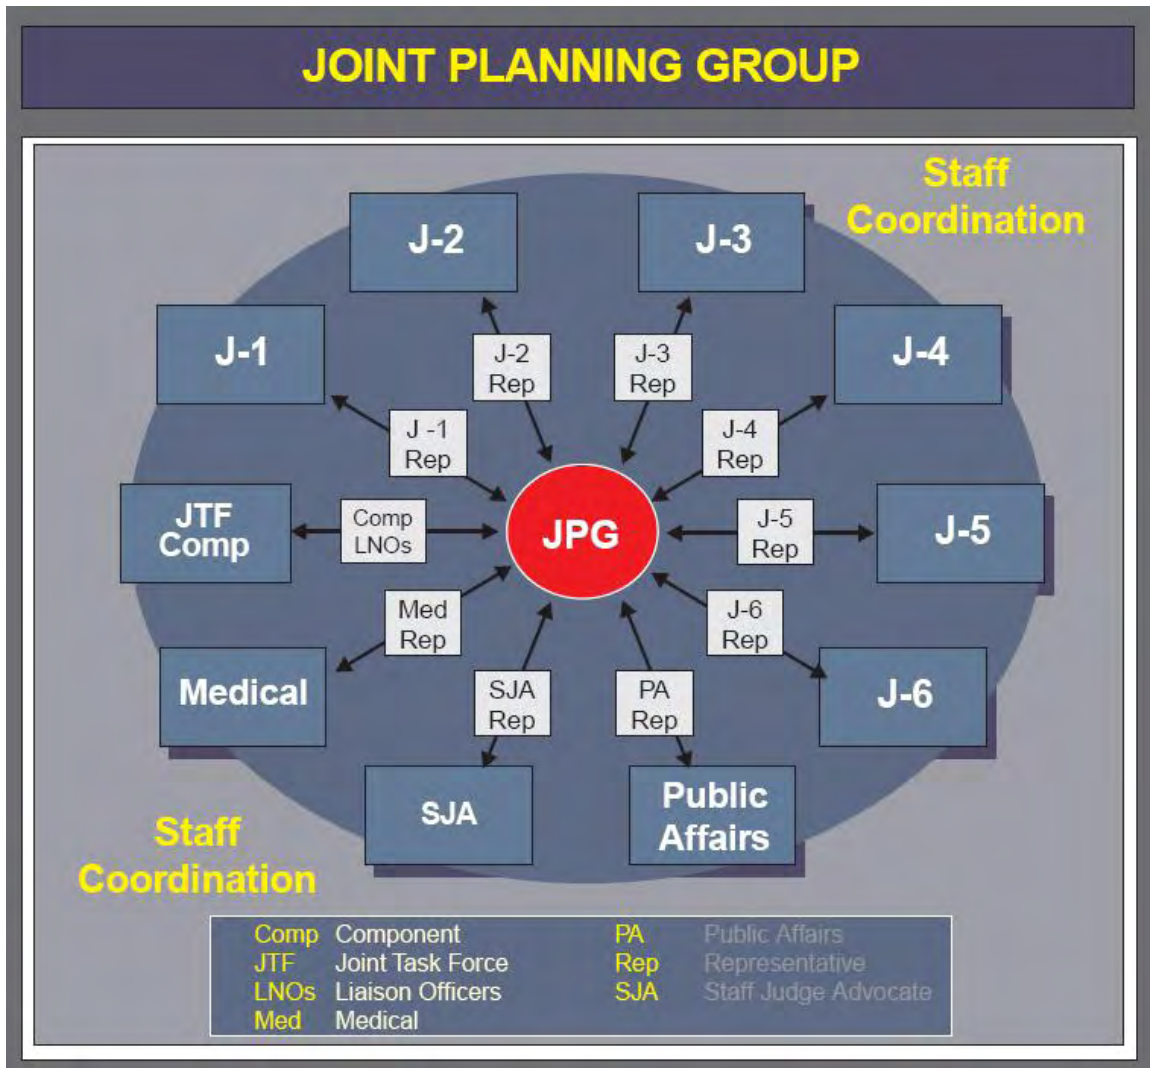 JOINT PLANNING GROUP
Staff
Coordination
J-2
J-3
J-1
J-4
J-2
Rep
J-3
Rep
J -1
Rep
J-4
Rep
JTF
Comp
Comp
LNOs
JPG
J-5
Rep
J-5
Med
Rep
J-6
Rep
Medical
SJA
Rep
PA
Rep
J-6
SJA
Public
Affairs
Staff
Coordination
Comp Component
JTF Joint Task Force
LNOs Liaison Officers
Med Medical
PA Public Affairs
Rep Representative
SJA Staff Judge Advocate